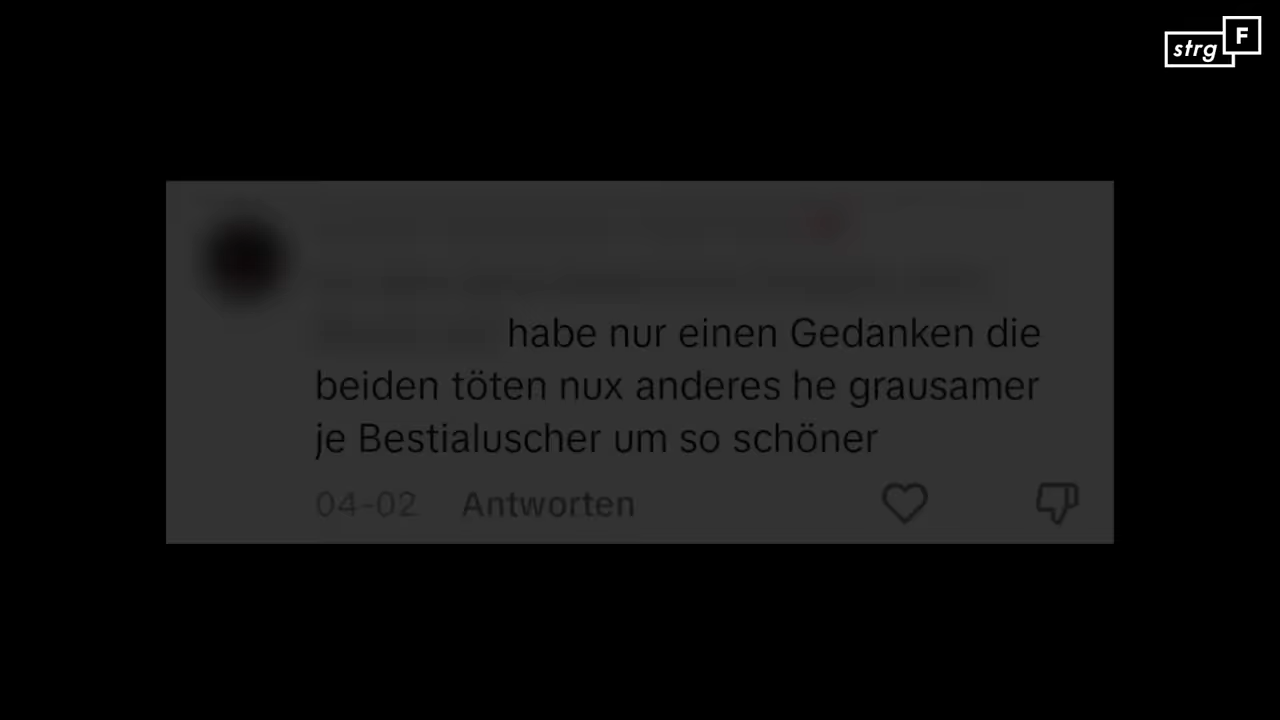 strg F
habe nur einen Gedanken die
beiden töten nux anderes he grausamer
je Bestialuscher um so schöner
04-02 Antworten